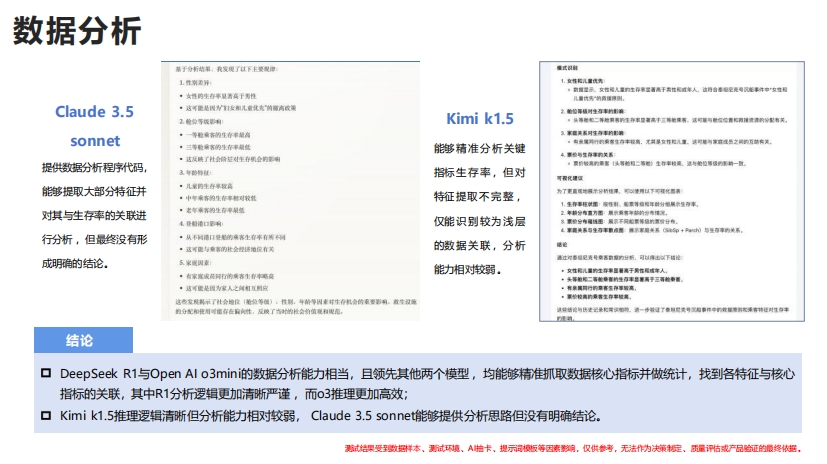 数据分析
Claude 3.5
sonnet
提供数据分析程序代码，
能够提取大部分特征并
对其与生存率的关联进
行分析，但最终没有形
成明确的结论。
基于分析结果，我发现了以下主要规律：
1. 性别差异：
• 女性的生存率显著高于男性
• 这可能是因为"妇女和儿童优先"的撤离政策
2. 舱位等级影响：
• 一等舱乘客的生存率最高
• 三等舱乘客的生存率最低
• 这反映了社会阶层对生存机会的影响
3. 年龄特征：
• 儿童的生存率较高
• 中年乘客的生存率相对较低
• 老年乘客的生存率最低
4. 登船港口影响：
• 从不同港口登船的乘客生存率有所不同
• 这可能与乘客的社会经济地位有关
5. 家庭因素：
• 有家庭成员同行的乘客生存率略高
• 这可能是因为家人之间相互照应
这些发现揭示了社会地位（舱位等级）、性别、年龄等因素对生存机会的重要影响。救生设施
的分配和使用可能存在偏向性，反映了当时的社会价值观和规范。
Kimi k1.5
能够精准分析关键
指标生存率，但对
特征提取不完整，
仅能识别较为浅层
的数据关联，分析
能力相对较弱。
模式识别
1. 女性和儿童优先：
◦ 数据显示，女性和儿童的生存率显著高于男性和成年人，这符合泰坦尼克号沉船事件中"女性和
儿童优先"的救援原则。
2. 舱位等级对生存率的影响：
◦ 头等舱和二等舱乘客的生存率显著高于三等舱乘客，这可能与舱位位置和救援资源的分配有关。
3. 家庭关系对生存率的影响：
◦ 有亲属同行的乘客生存率较高，尤其是女性和儿童，这可能与家庭成员之间的互助有关。
4. 票价与生存率的关系：
◦ 票价较高的乘客（头等舱和二等舱）生存率较高，这与舱位等级的影响一致。
可视化建议
为了更直观地展示分析结果，可以使用以下可视化图表：
1. 生存率柱状图：按性别、船票等级和年龄分组展示生存率。
2. 年龄分布直方图：展示乘客年龄的分布情况。
3. 票价分布箱线图：展示不同船票等级的票价分布。
4. 家庭关系与生存率散点图：展示家庭关系（SibSp + Parch）与生存率的关系。
结论
通过对泰坦尼克号乘客数据的分析，可以得出以下结论：
• 女性和儿童的生存率显著高于男性和成年人。
• 头等舱和二等舱乘客的生存率显著高于三等舱乘客。
• 有亲属同行的乘客生存率较高。
• 票价较高的乘客生存率较高。
这些结论与历史记录和常识相符，进一步验证了泰坦尼克号沉船事件中的救援原则和乘客特征对生存率
的影响。
结论
DeepSeek R1与Open AI o3mini的数据分析能力相当，且领先其他两个模型，均能够精准抓取数据核心指标并做统计，找到各特征与核心
指标的关联，其中R1分析逻辑更加清晰严谨，而o3推理更加高效；
Kimi k1.5推理逻辑清晰但分析能力相对较弱， Claude 3.5 sonnet能够提供分析思路但没有明确结论。
测试结果受到数据样本、测试环境、AI抽卡、提示词模板等因素影响，仅供参考，无法作为决策制定、质量评估或产品验证的最终依据。